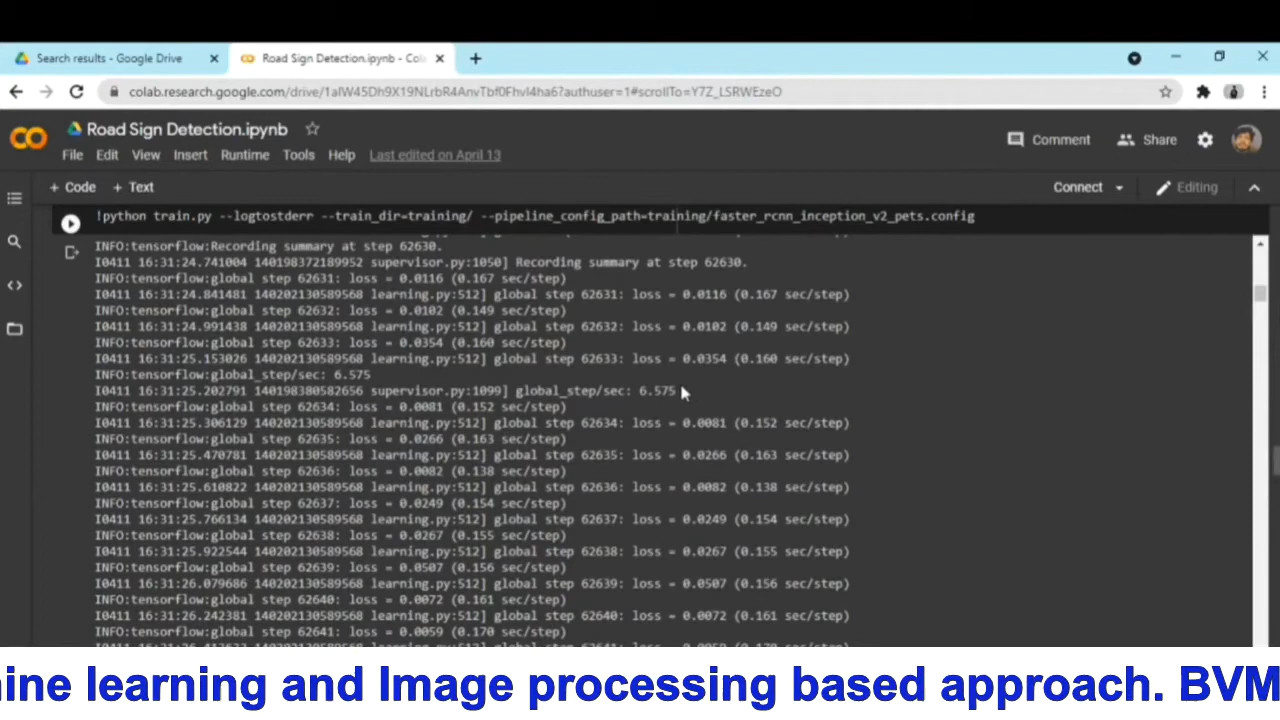 Search results - Google Drive
Road Sign Detection.ipynb - Cola
colab.research.google.com/drive/1aIW45Dh9X19NLrbR4AnvTbf0Fhvl4ha6?authuser=1#scrollTo=Y7Z_LSRWEzeO
CO Road Sign Detection.ipynb
Comment Share
File Edit View Insert Runtime Tools Help Last edited on April 13
+ Code + Text Connect Editing
!python train.py --logtostderr --train_dir=training/ --pipeline_config_path=training/faster_rcnn_inception_v2_pets.config
INFO:tensorflow:Recording summary at step 62630.
I0411 16:31:24.741004 140198372189952 supervisor.py:1050] Recording summary at step 62630.
INFO:tensorflow:global step 62631: loss = 0.0116 (0.167 sec/step)
I0411 16:31:24.841481 140202130589568 learning.py:512] global step 62631: loss = 0.0116 (0.167 sec/step)
INFO:tensorflow:global step 62632: loss = 0.0102 (0.149 sec/step)
I0411 16:31:24.991438 140202130589568 learning.py:512] global step 62632: loss = 0.0102 (0.149 sec/step)
INFO:tensorflow:global step 62633: loss = 0.0354 (0.160 sec/step)
I0411 16:31:25.153026 140202130589568 learning.py:512] global step 62633: loss = 0.0354 (0.160 sec/step)
INFO:tensorflow:global_step/sec: 6.575
I0411 16:31:25.202791 140198380582656 supervisor.py:1099] global_step/sec: 6.575
INFO:tensorflow:global step 62634: loss = 0.0081 (0.152 sec/step)
I0411 16:31:25.306129 140202130589568 learning.py:512] global step 62634: loss = 0.0081 (0.152 sec/step)
INFO:tensorflow:global step 62635: loss = 0.0266 (0.163 sec/step)
I0411 16:31:25.470781 140202130589568 learning.py:512] global step 62635: loss = 0.0266 (0.163 sec/step)
INFO:tensorflow:global step 62636: loss = 0.0082 (0.138 sec/step)
I0411 16:31:25.610822 140202130589568 learning.py:512] global step 62636: loss = 0.0082 (0.138 sec/step)
INFO:tensorflow:global step 62637: loss = 0.0249 (0.154 sec/step)
I0411 16:31:25.766134 140202130589568 learning.py:512] global step 62637: loss = 0.0249 (0.154 sec/step)
INFO:tensorflow:global step 62638: loss = 0.0267 (0.155 sec/step)
I0411 16:31:25.922544 140202130589568 learning.py:512] global step 62638: loss = 0.0267 (0.155 sec/step)
INFO:tensorflow:global step 62639: loss = 0.0507 (0.156 sec/step)
I0411 16:31:26.079686 140202130589568 learning.py:512] global step 62639: loss = 0.0507 (0.156 sec/step)
INFO:tensorflow:global step 62640: loss = 0.0072 (0.161 sec/step)
I0411 16:31:26.242381 140202130589568 learning.py:512] global step 62640: loss = 0.0072 (0.161 sec/step)
INFO:tensorflow:global step 62641: loss = 0.0059 (0.170 sec/step)
hine learning and Image processing based approach. BVM